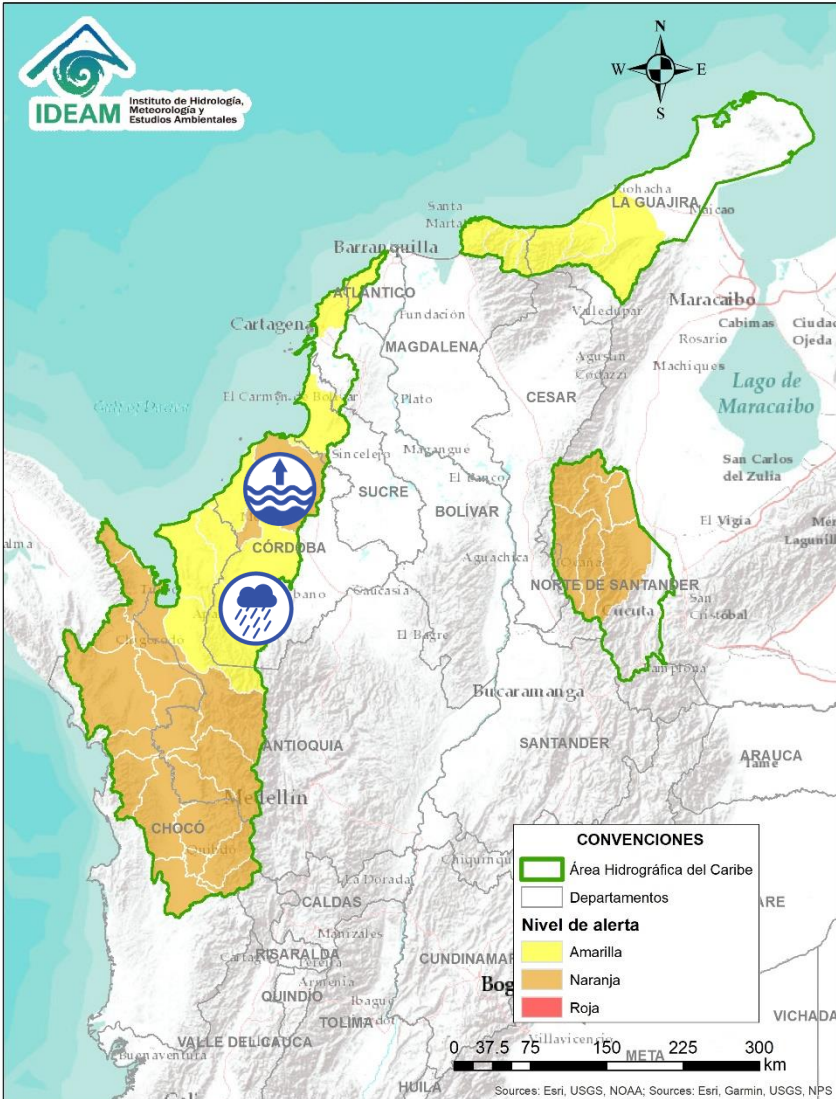 IDEAM
Instituto de Hidrología,
Meteorología y
Estudios Ambientales
N
W
E
S
LA GUAJIRA
Maicao
Santa
Marta
Barranquilla
ATLÁNTICO
Cartagena
Fundación
Valledupar
Maracaibo
Cabimas
Ciudad
Ojeda
Rosario
MAGDALENA
Machiques
Agustín
Codazzi
CESAR
Lago de
Maracaibo
Plato
El Carmen de Bolívar
Sincelejo
Magangué
El Banco
San Carlos
del Zulia
SUCRE
BOLÍVAR
El Vigía
CÓRDOBA
Aguachica
Ocaña
NORTE DE SANTANDER
Caucasia
San
Cristóbal
Cúcuta
El Bagre
Chigorodó
Pamplona
Bucaramanga
ANTIOQUIA
SANTANDER
ARAUCA
Tame
Medellín
CHOCÓ
Quibdó
La Dorada
CALDAS
Manizales
RISARALDA
Pereira
Armenia
QUINDÍO
Ibagué
TOLIMA
VALLE DEL CAUCA
Buenaventura
HUILA
Villavicencio
META
VICHADA
CONVENCIONES
Área Hidrográfica del Caribe
Departamentos
Nivel de alerta
Amarilla
Naranja
Roja
0 37.5 75 150 225 300
km
Sources: Esri, USGS, NOAA; Sources: Esri, Garmin, USGS, NPS